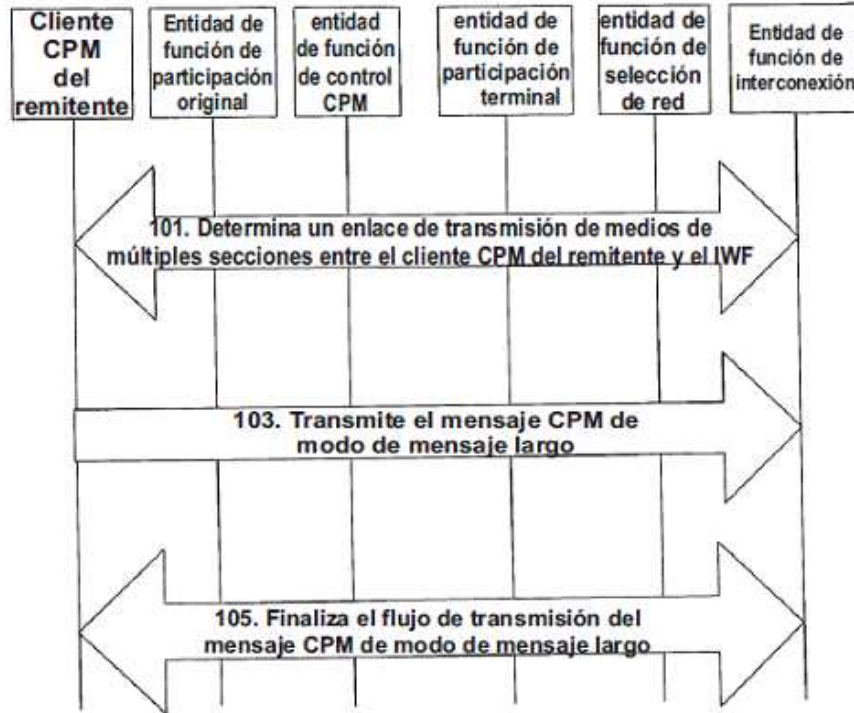 Cliente
CPM
del
remitente
Entidad de
función de
participación
original
entidad
de función
de control
CPM
entidad de
función de
participación
terminal
entidad de
función de
selección
de red
Entidad de
función de
interconexión
101. Determina un enlace de transmisión de medios de
múltiples secciones entre el cliente CPM del remitente y el IWF
103. Transmite el mensaje CPM de
modo de mensaje largo
105. Finaliza el flujo de transmisión del
mensaje CPM de modo de mensaje largo